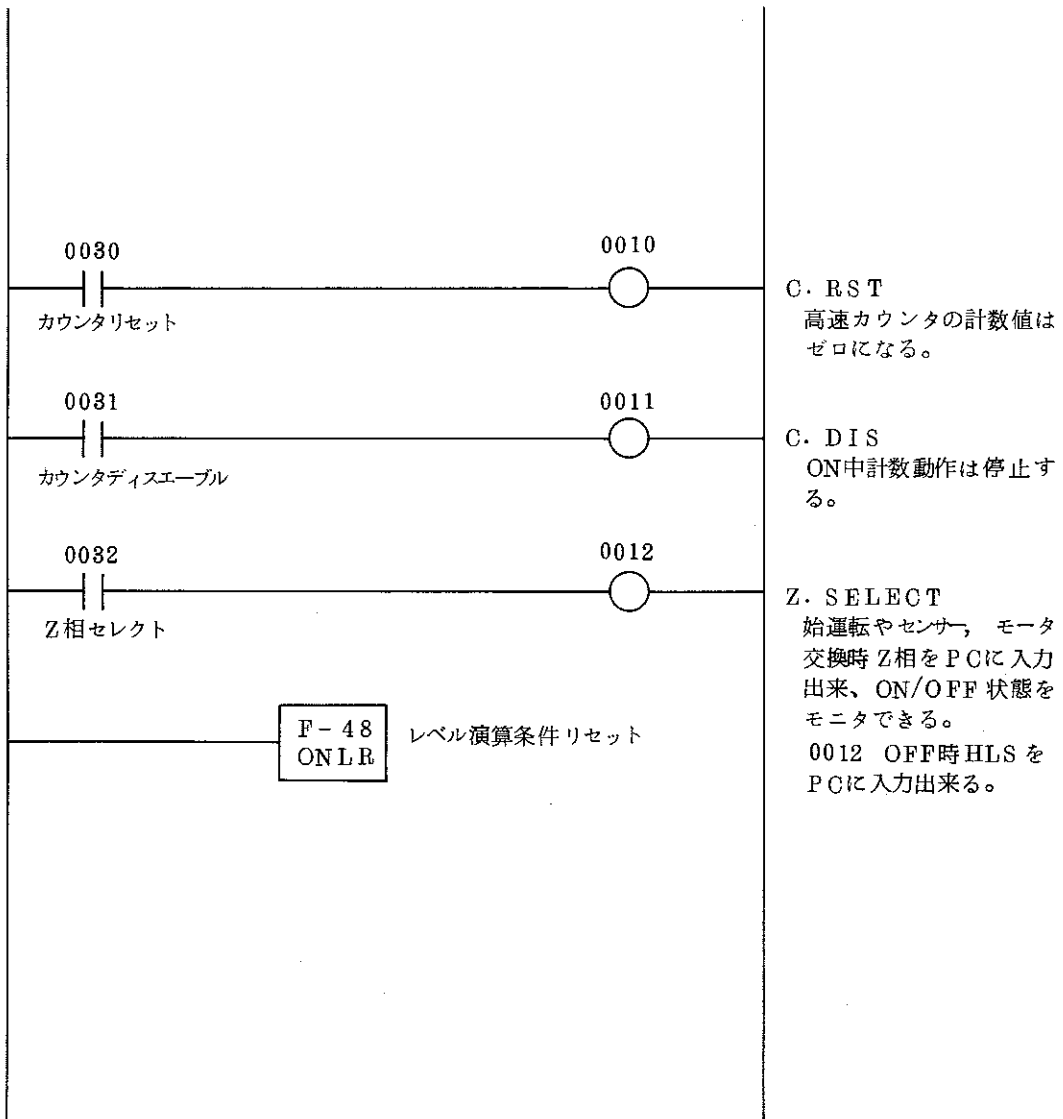 0030
0010
カウンタリセット
C. RST
高速カウンタの計数値は
ゼロになる。
0031
0011
カウンタディスエーブル
C. DIS
ON中計数動作は停止す
る。
0032
0012
Z相セレクト
Z. SELECT
始運転やセンサー, モータ
交換時Z相をPCに入力
出来、ON/OFF状態を
モニタできる。
0012 OFF時HLSを
PCに入力出来る。
F-48
ONLR
レベル演算条件リセット